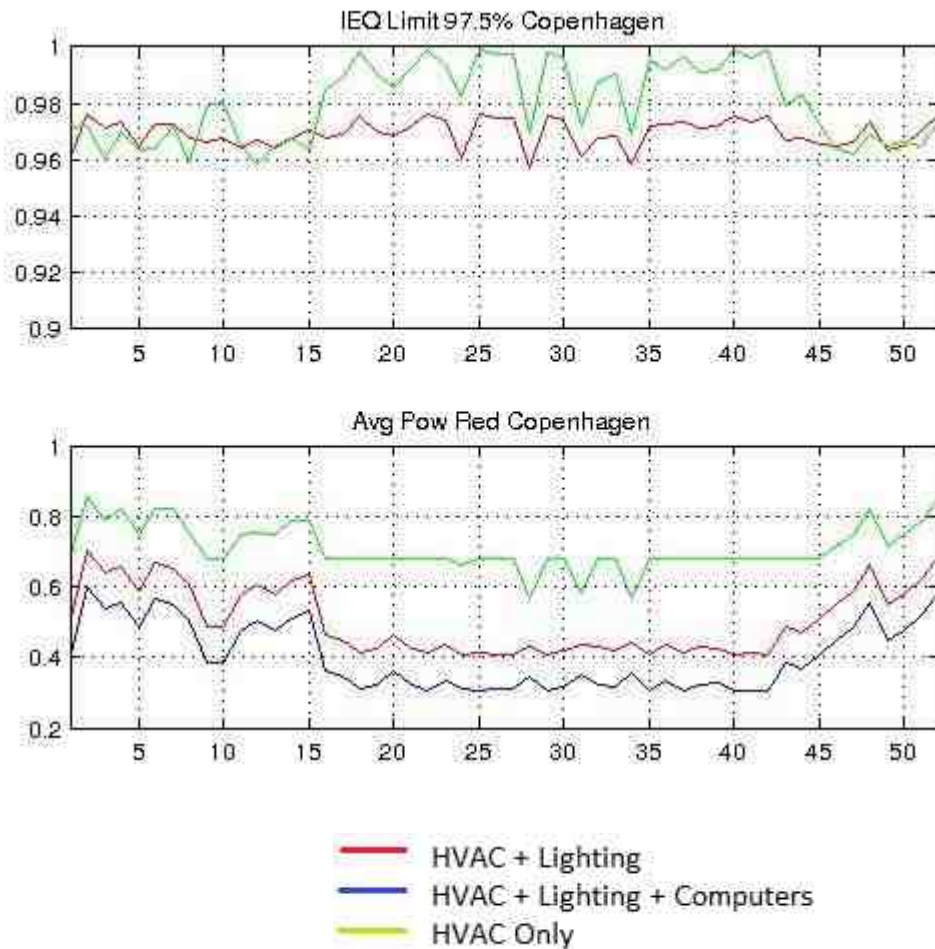 IEQ Limit 97.5% Copenhagen
1
0.98
0.96
0.94
0.92
0.9
5 10 15 20 25 30 35 40 45 50
Avg Pow Red Copenhagen
1
0.8
0.6
0.4
0.2
5 10 15 20 25 30 35 40 45 50
HVAC + Lighting
HVAC + Lighting + Computers
HVAC Only